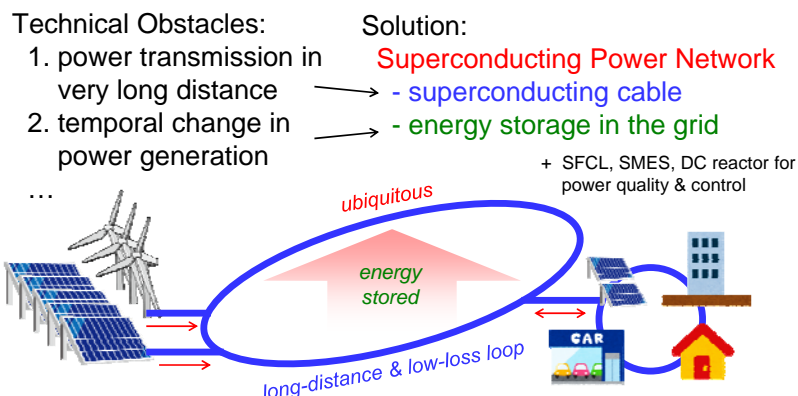 Technical Obstacles:
1. power transmission in
very long distance
2. temporal change in
power generation
…
Solution:
Superconducting Power Network
- superconducting cable
- energy storage in the grid
+ SFCL, SMES, DC reactor for
power quality & control
ubiquitous
energy
stored
long-distance & low-loss loop
CAR